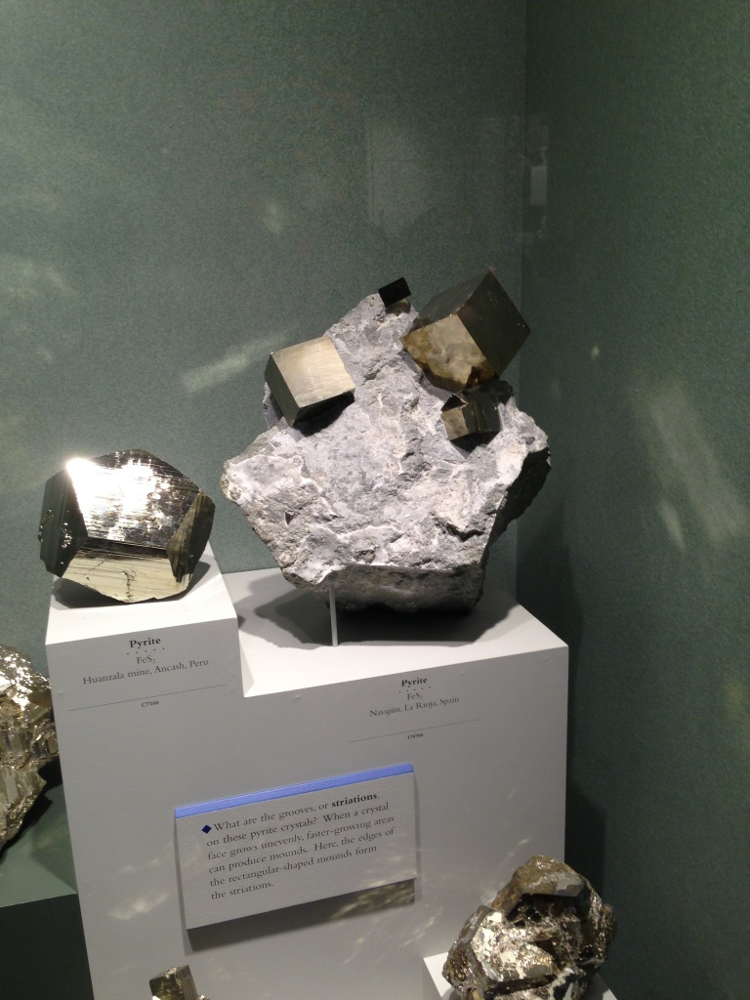 Pyrite
FeS₂
Huanzala mine, Ancash, Peru
C7166
Pyrite
FeS₂
Navajún, La Rioja, Spain
◆What are the grooves, or striations,
on these pyrite crystals? When a crystal
face grows unevenly, faster-growing areas
can produce mounds. Here, the edges of
the rectangular-shaped mounds form
the striations.